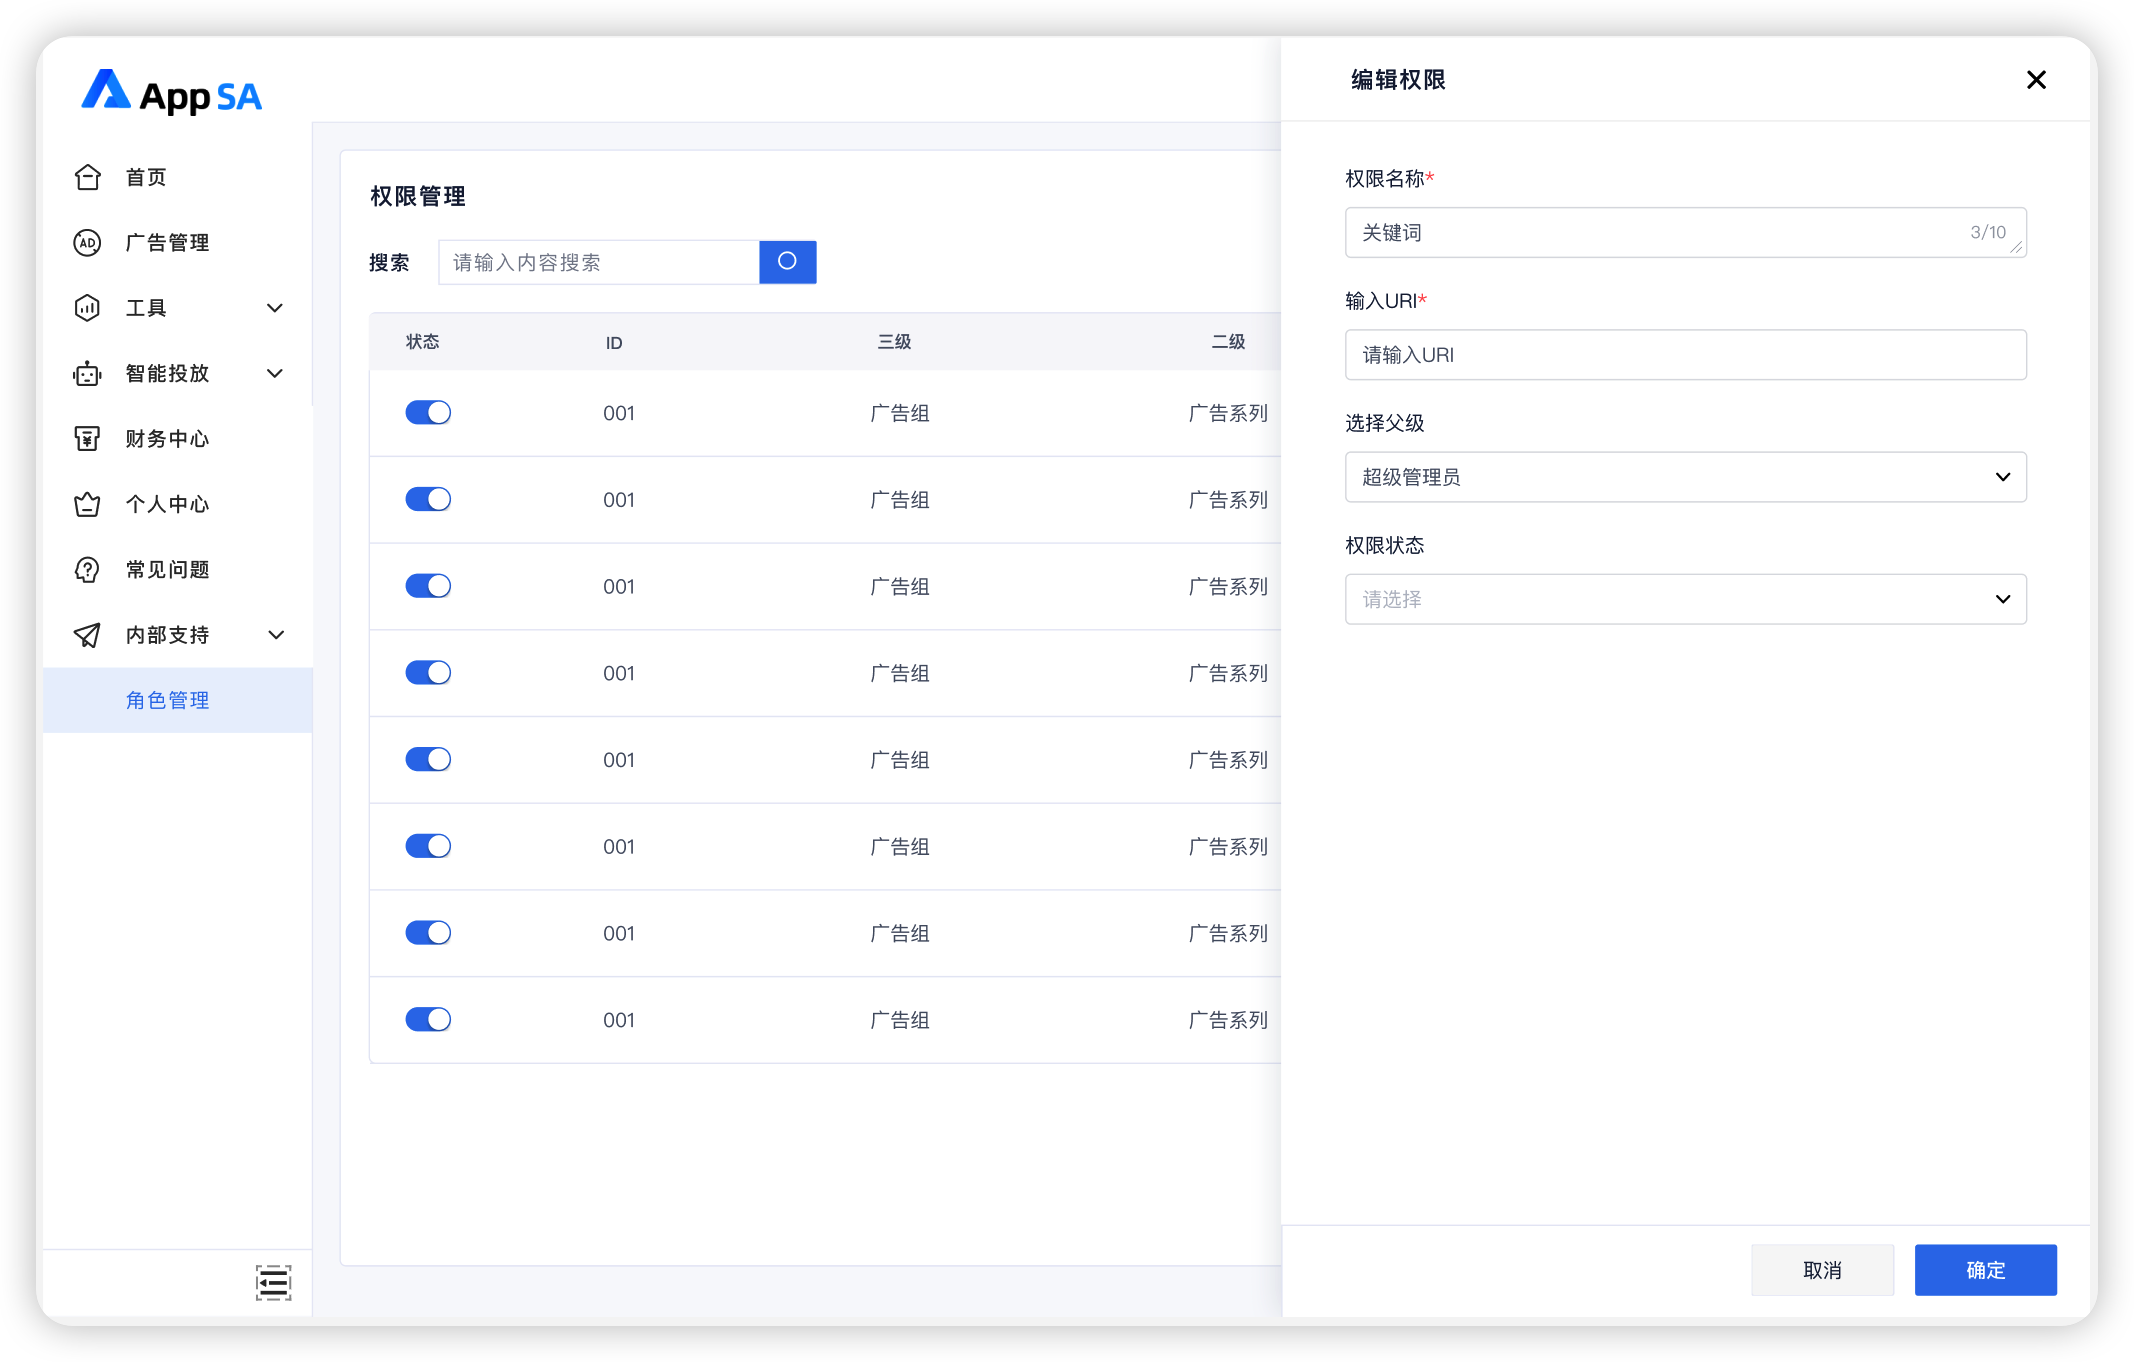 App SA
首页
AD
广告管理
工具
智能投放
财务中心
个人中心
常见问题
内部支持
角色管理
权限管理
搜索 请输入内容搜索
状态 ID 三级 二级
001 广告组 广告系列
001 广告组 广告系列
001 广告组 广告系列
001 广告组 广告系列
001 广告组 广告系列
001 广告组 广告系列
001 广告组 广告系列
001 广告组 广告系列
编辑权限
权限名称*
关键词 3/10
输入URI*
请输入URI
选择父级
超级管理员
权限状态
请选择
取消 确定